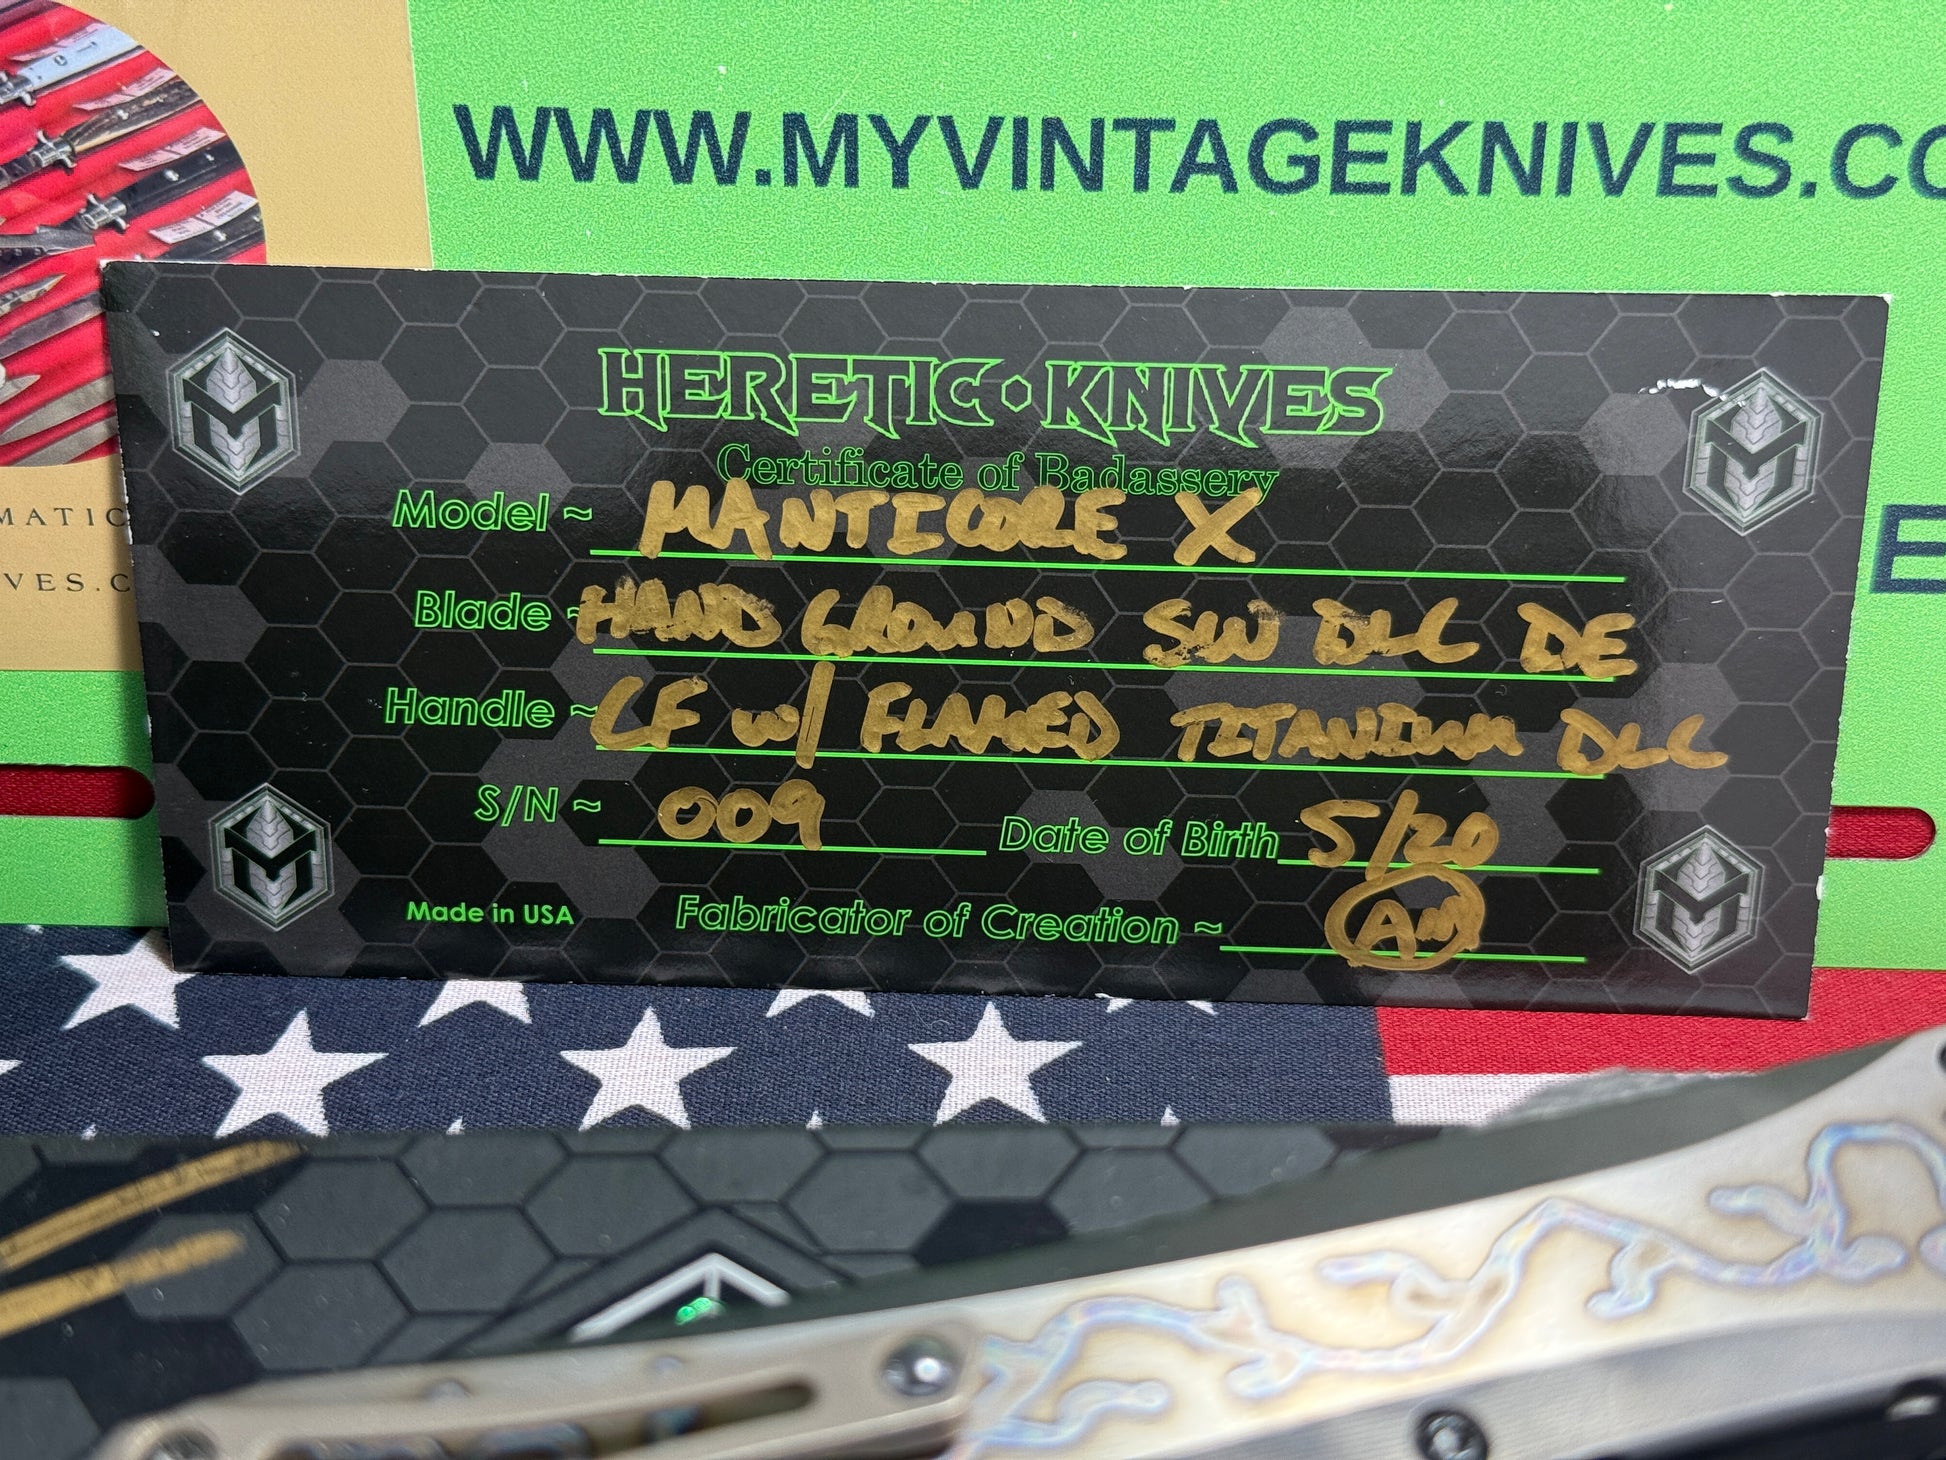 WWW.MYVINTAGEKNIVES.CO
MATIC
IVES.C
E
HERETIC · KNIVES
Certificate of Badassery
Model ~ MANTICORE X
Blade ~ HAND GROUND SW DLC DE
Handle ~ CF w/ FLAMED TITANIUM DLC
S/N ~ 009 Date of Birth 5/20
Made in USA Fabricator of Creation ~ AM